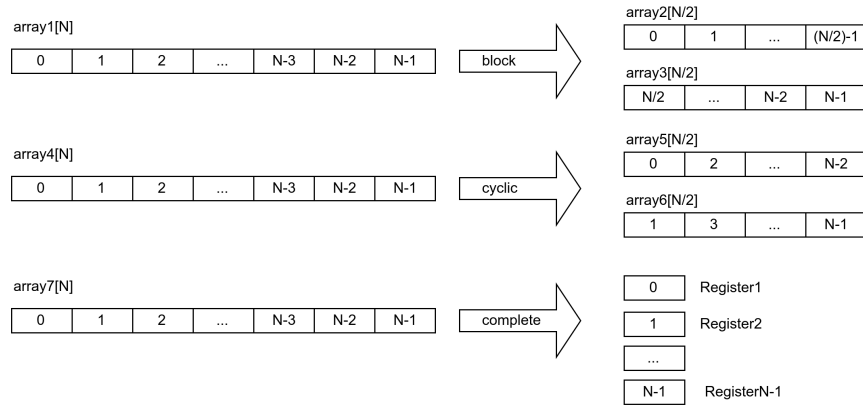 array1[N]
0 1 2 ... N-3 N-2 N-1
block
array2[N/2]
0 1 ... (N/2)-1
array3[N/2]
N/2 ... N-2 N-1
array4[N]
0 1 2 ... N-3 N-2 N-1
cyclic
array5[N/2]
0 2 ... N-2
array6[N/2]
1 3 ... N-1
array7[N]
0 1 2 ... N-3 N-2 N-1
complete
0 Register1
1 Register2
...
N-1 RegisterN-1